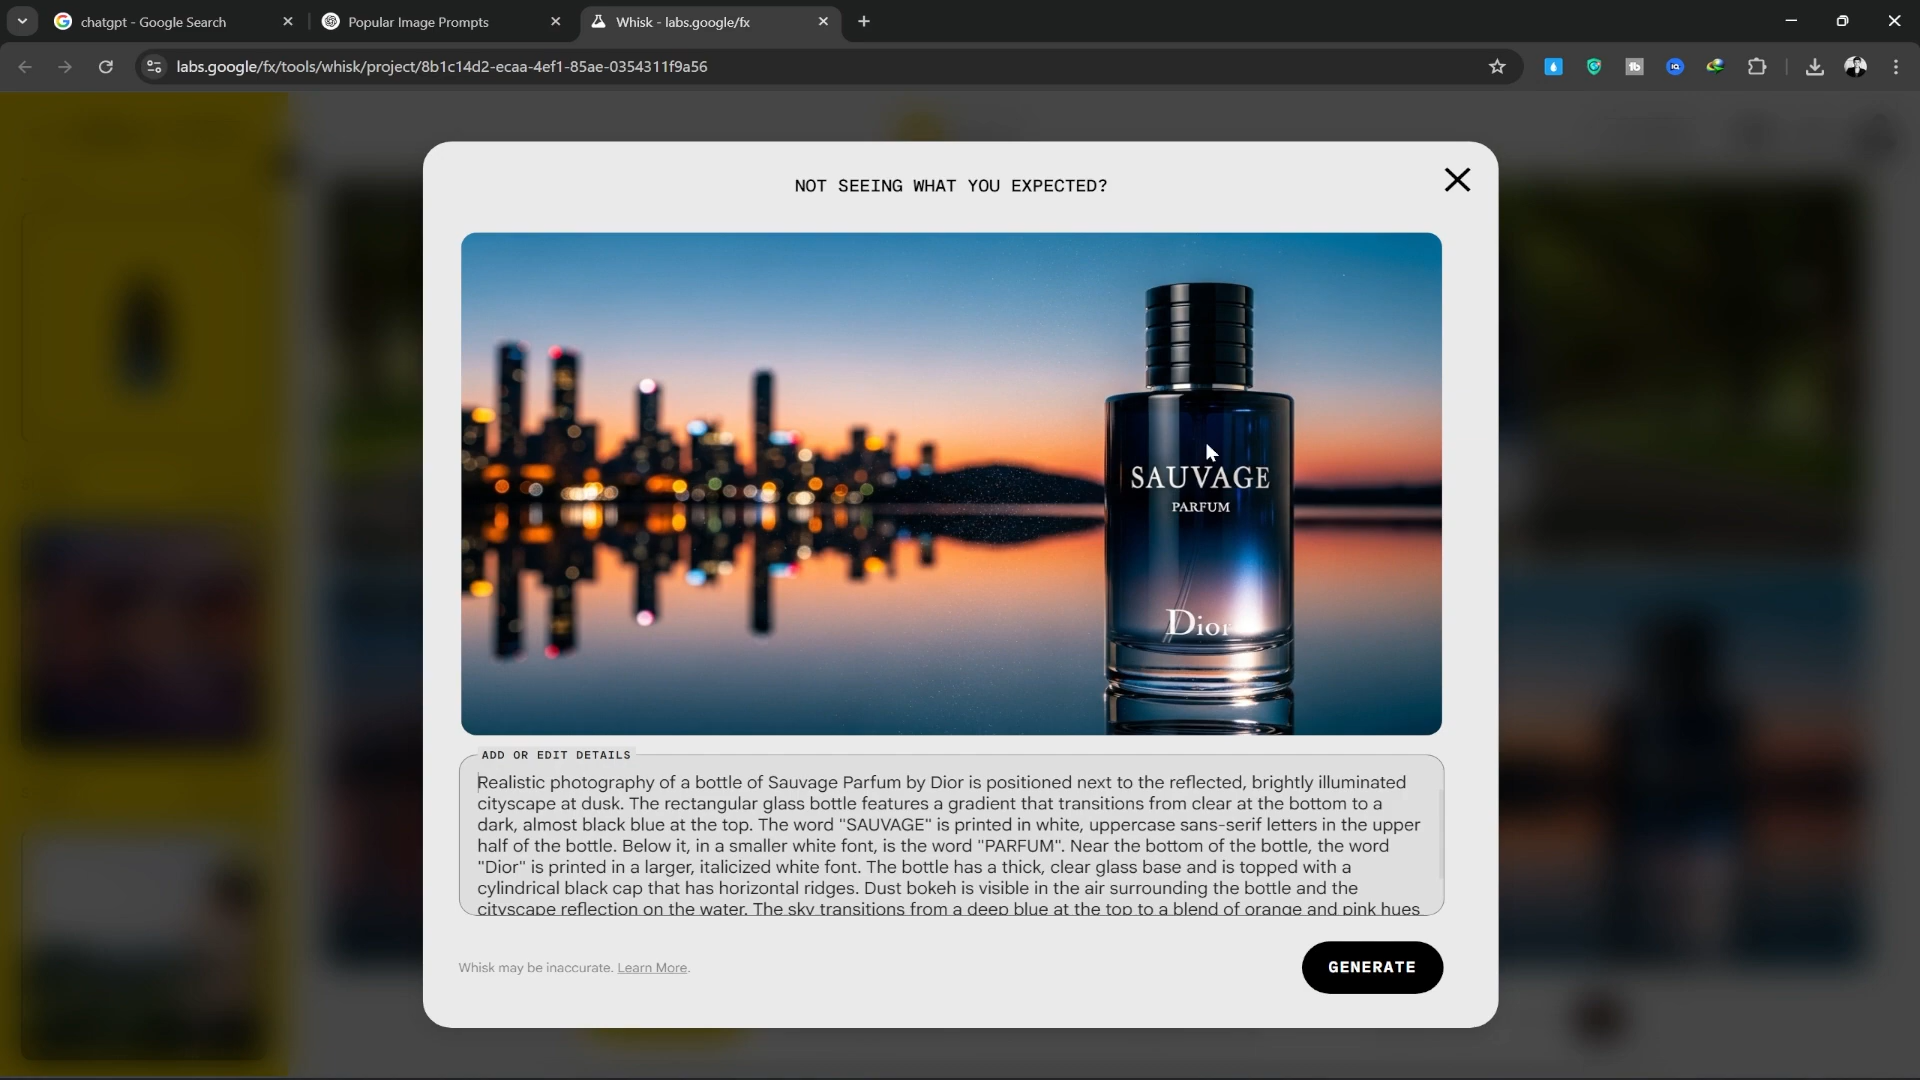 chatgpt - Google Search
Popular Image Prompts
Whisk - labs.google/fx
labs.google/fx/tools/whisk/project/8b1c14d2-ecaa-4ef1-85ae-0354311f9a56
NOT SEEING WHAT YOU EXPECTED?
SAUVAGE
PARFUM
Dior
ADD OR EDIT DETAILS
Realistic photography of a bottle of Sauvage Parfum by Dior is positioned next to the reflected, brightly illuminated
cityscape at dusk. The rectangular glass bottle features a gradient that transitions from clear at the bottom to a
dark, almost black blue at the top. The word "SAUVAGE" is printed in white, uppercase sans-serif letters in the upper
half of the bottle. Below it, in a smaller white font, is the word "PARFUM". Near the bottom of the bottle, the word
"Dior" is printed in a larger, italicized white font. The bottle has a thick, clear glass base and is topped with a
cylindrical black cap that has horizontal ridges. Dust bokeh is visible in the air surrounding the bottle and the
cityscape reflection on the water. The sky transitions from a deep blue at the top to a blend of orange and pink hues
Whisk may be inaccurate. Learn More.
GENERATE